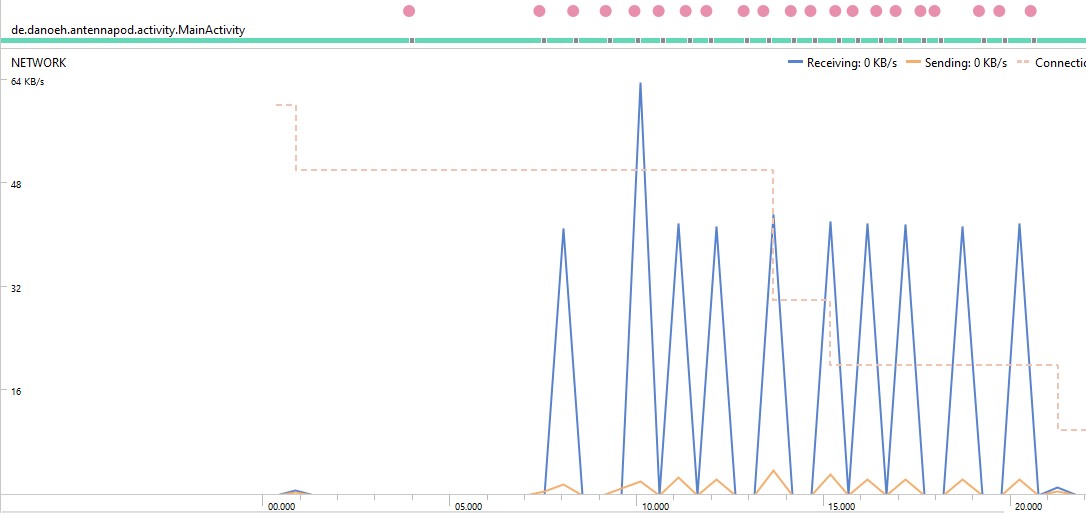 de.danoeh.antennapod.activity.MainActivity
NETWORK
Receiving: 0 KB/s
Sending: 0 KB/s
Connectio
64 KB/s
48
32
16
00.000
05.000
10.000
15.000
20.000